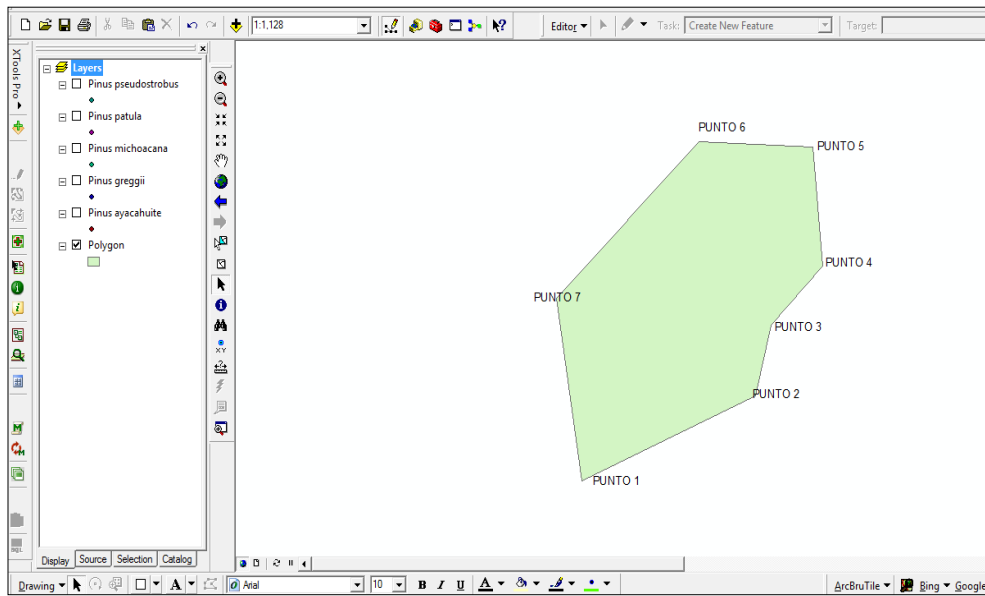 1:1,128
Editor
Task: Create New Feature
Target:
XTools Pro
Layers
Pinus pseudostrobus
Pinus patula
Pinus michoacana
Pinus greggii
Pinus ayacahuite
Polygon
XY
PUNTO 6
PUNTO 5
PUNTO 4
PUNTO 7
PUNTO 3
PUNTO 2
PUNTO 1
Display Source Selection Catalog
Drawing A Arial 10 B I U A ArcBruTile Bing Google